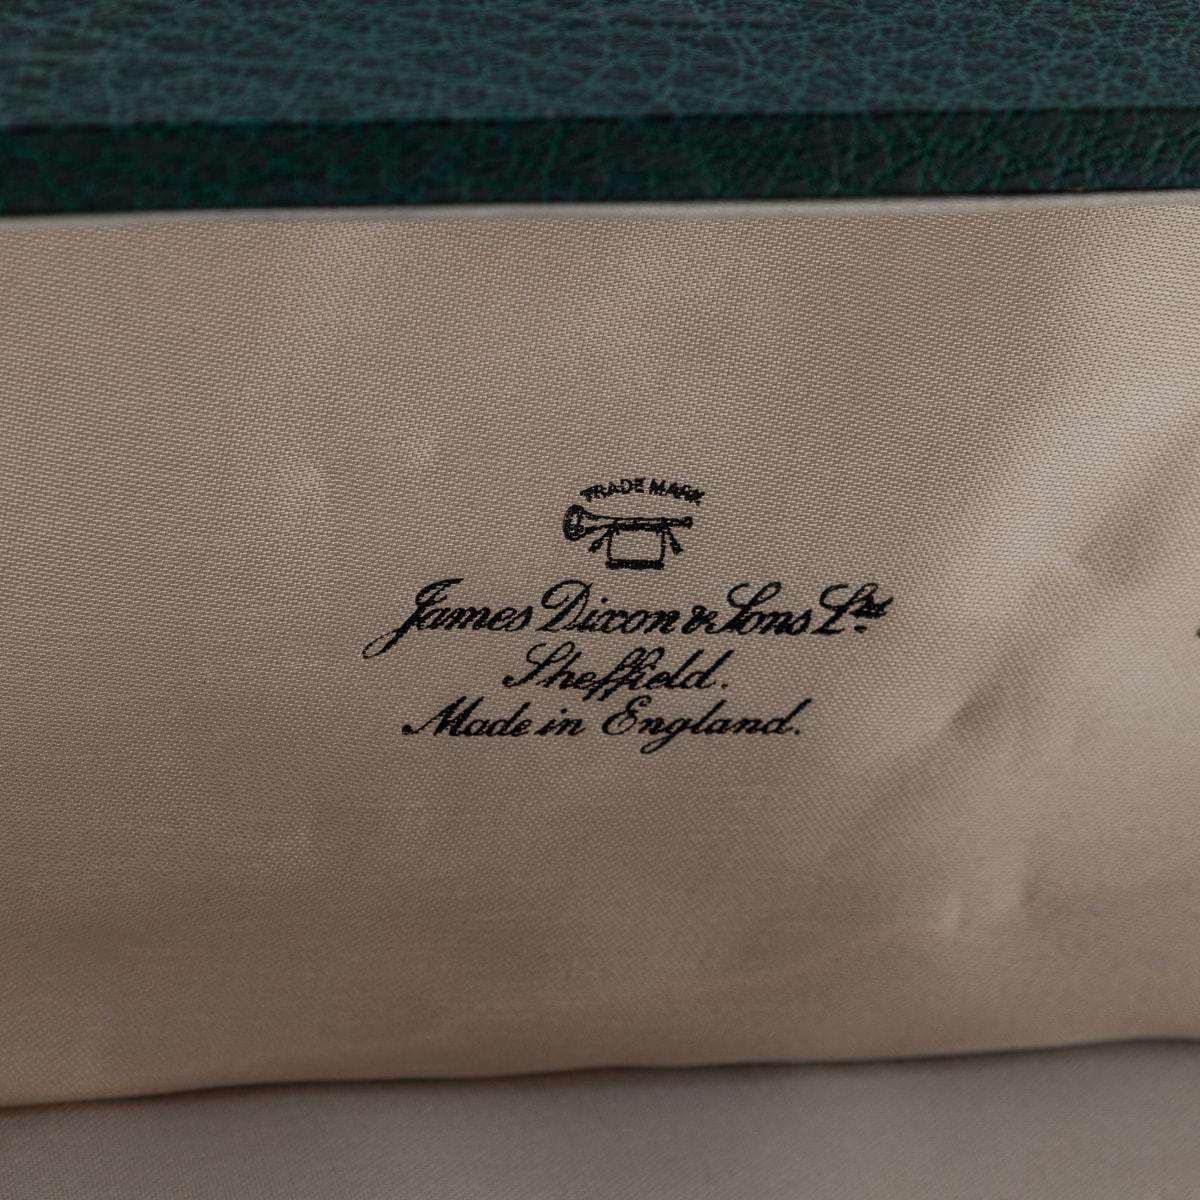 TRADE MARK
James Dixon & Sons Ltd
Sheffield.
Made in England.